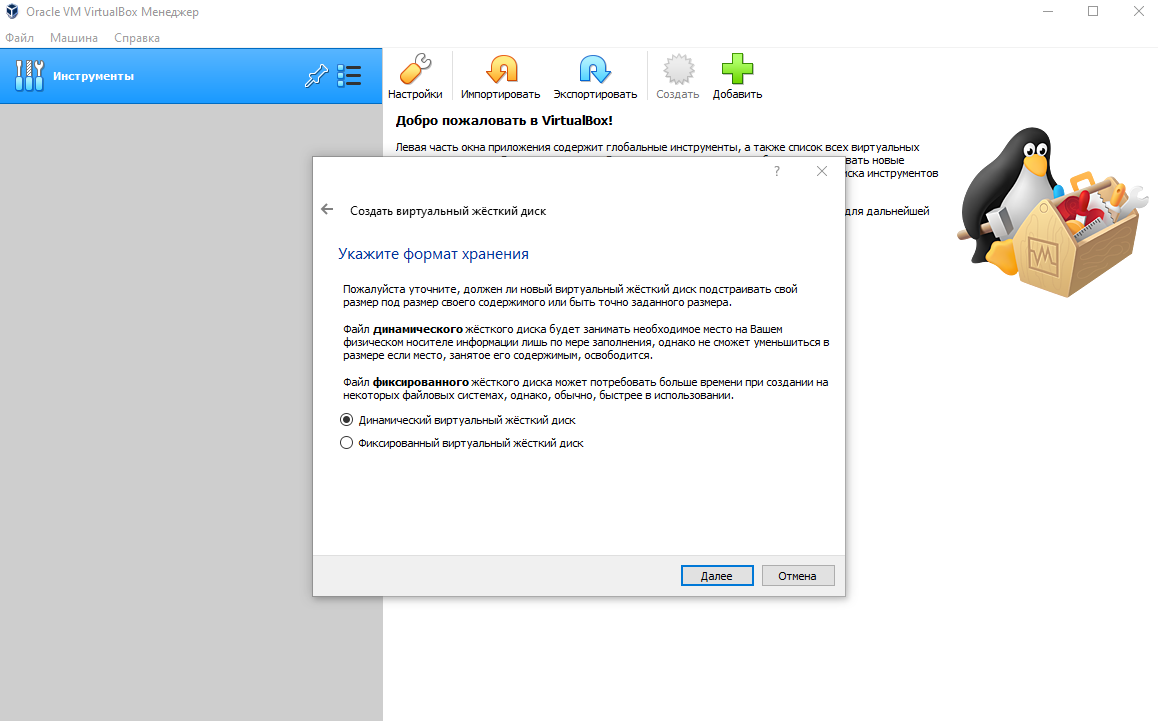 Oracle VM VirtualBox Менеджер
Файл Машина Справка
Инструменты
Настройки Импортировать Экспортировать Создать Добавить
Добро пожаловать в VirtualBox!
Левая часть окна приложения содержит глобальные инструменты, а также список всех виртуальных
вать новые
ска инструментов
для дальнейшей
?
Создать виртуальный жёсткий диск
Укажите формат хранения
Пожалуйста уточните, должен ли новый виртуальный жёсткий диск подстраивать свой
размер под размер своего содержимого или быть точно заданного размера.
Файл динамического жёсткого диска будет занимать необходимое место на Вашем
физическом носителе информации лишь по мере заполнения, однако не сможет уменьшиться в
размере если место, занятое его содержимым, освободится.
Файл фиксированного жёсткого диска может потребовать больше времени при создании на
некоторых файловых системах, однако, обычно, быстрее в использовании.
Динамический виртуальный жёсткий диск
Фиксированный виртуальный жёсткий диск
Далее Отмена